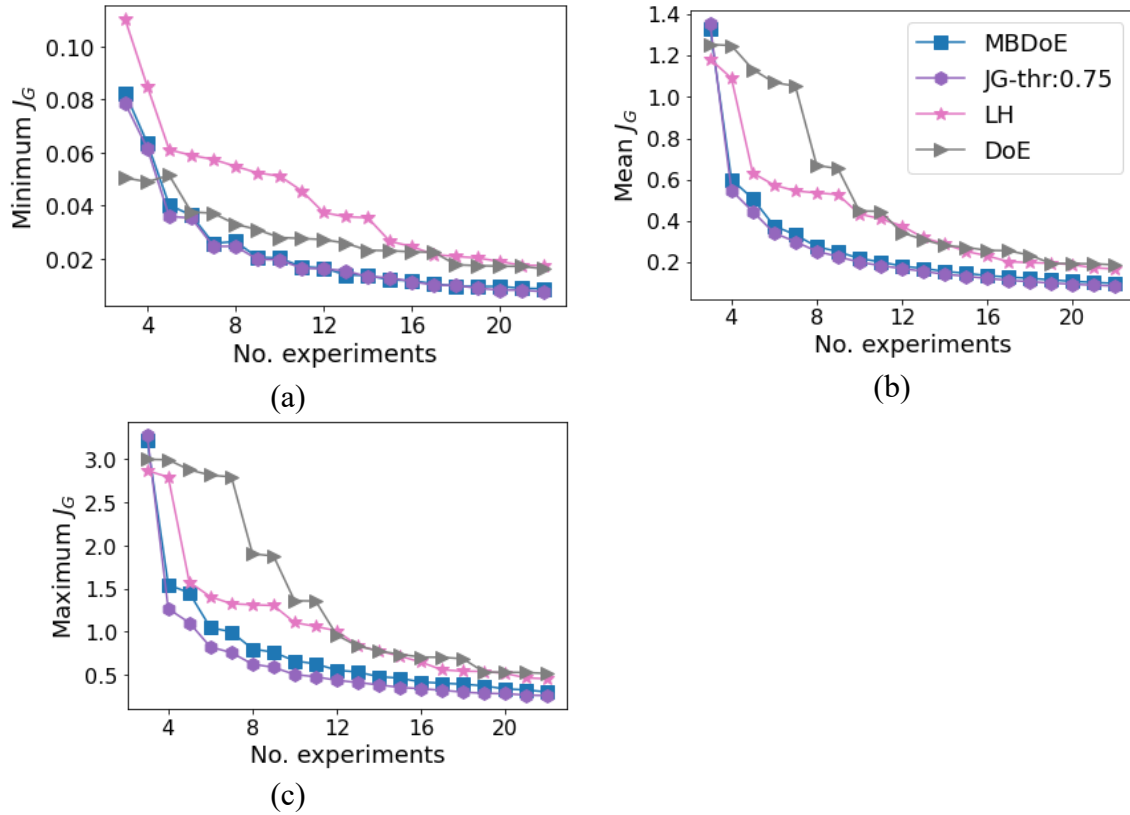 Minimum J_G
0.10
0.08
0.06
0.04
0.02
4 8 12 16 20
No. experiments
(a)
Mean J_G
1.4
1.2
1.0
0.8
0.6
0.4
0.2
MBDoE
JG-thr:0.75
LH
DoE
4 8 12 16 20
No. experiments
(b)
Maximum J_G
3.0
2.5
2.0
1.5
1.0
0.5
4 8 12 16 20
No. experiments
(c)